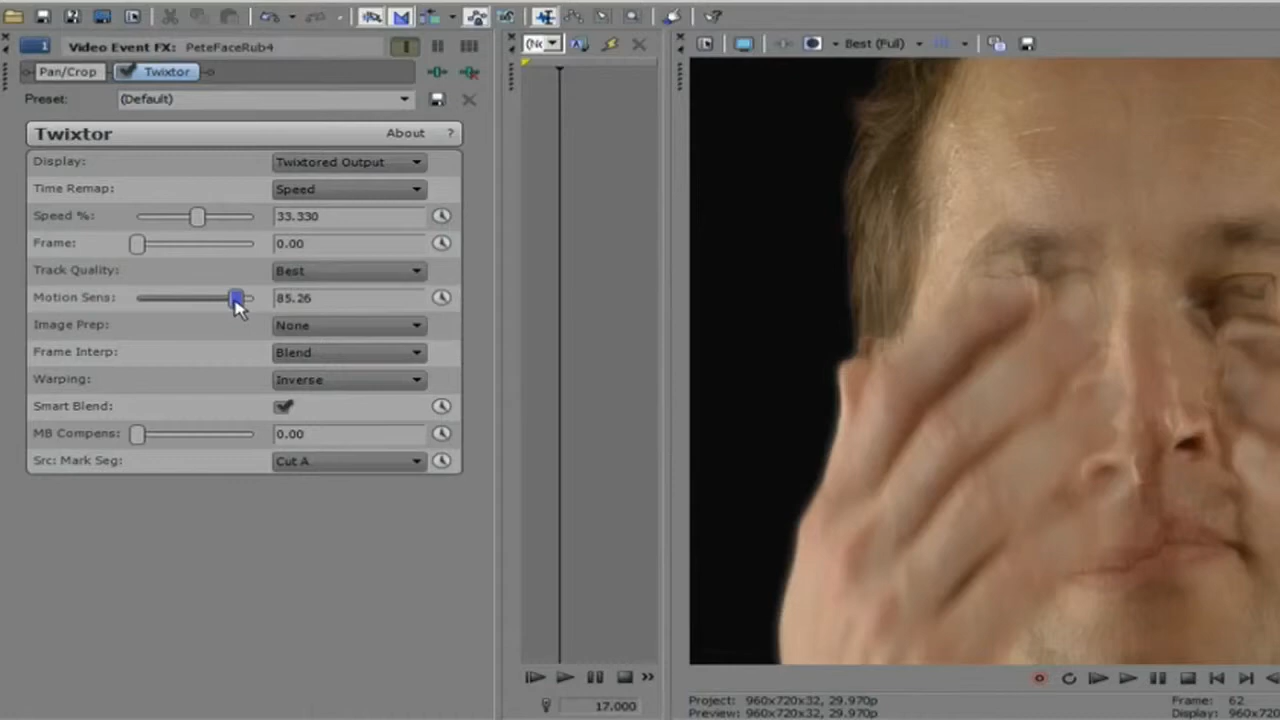 1 Video Event FX: PeteFaceRub4
Pan/Crop Twixtor
Preset: (Default)
Twixtor About ?
Display: Twixtored Output
Time Remap: Speed
Speed %: 33.330
Frame: 0.00
Track Quality: Best
Motion Sens: 85.26
Image Prep: None
Frame Interp: Blend
Warping: Inverse
Smart Blend:
MB Compens: 0.00
Src: Mark Seg: Cut A
(Nc
17.000
Best (Full)
Project: 960x720x32, 29.970p Frame: 62
Preview: 960x720x32, 29.970p Display: 960x72